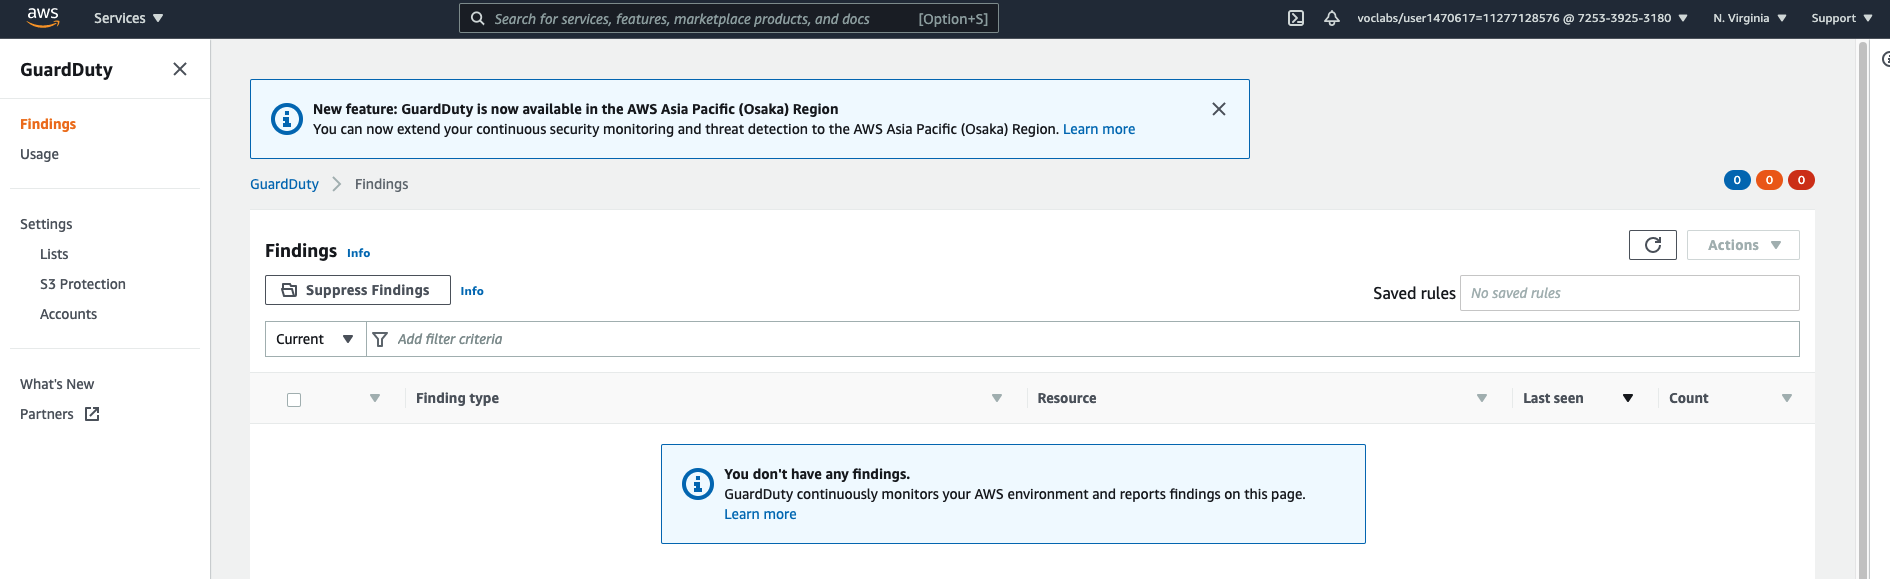 aws
Services
Search for services, features, marketplace products, and docs
[Option+S]
voclabs/user1470617=11277128576 @ 7253-3925-3180
N. Virginia
Support
GuardDuty
Findings
Usage
Settings
Lists
S3 Protection
Accounts
What's New
Partners
New feature: GuardDuty is now available in the AWS Asia Pacific (Osaka) Region
You can now extend your continuous security monitoring and threat detection to the AWS Asia Pacific (Osaka) Region. Learn more
GuardDuty
Findings
0
0
0
Findings
Info
Actions
Suppress Findings
Info
Saved rules
No saved rules
Current
Add filter criteria
Finding type
Resource
Last seen
Count
You don't have any findings.
GuardDuty continuously monitors your AWS environment and reports findings on this page.
Learn more